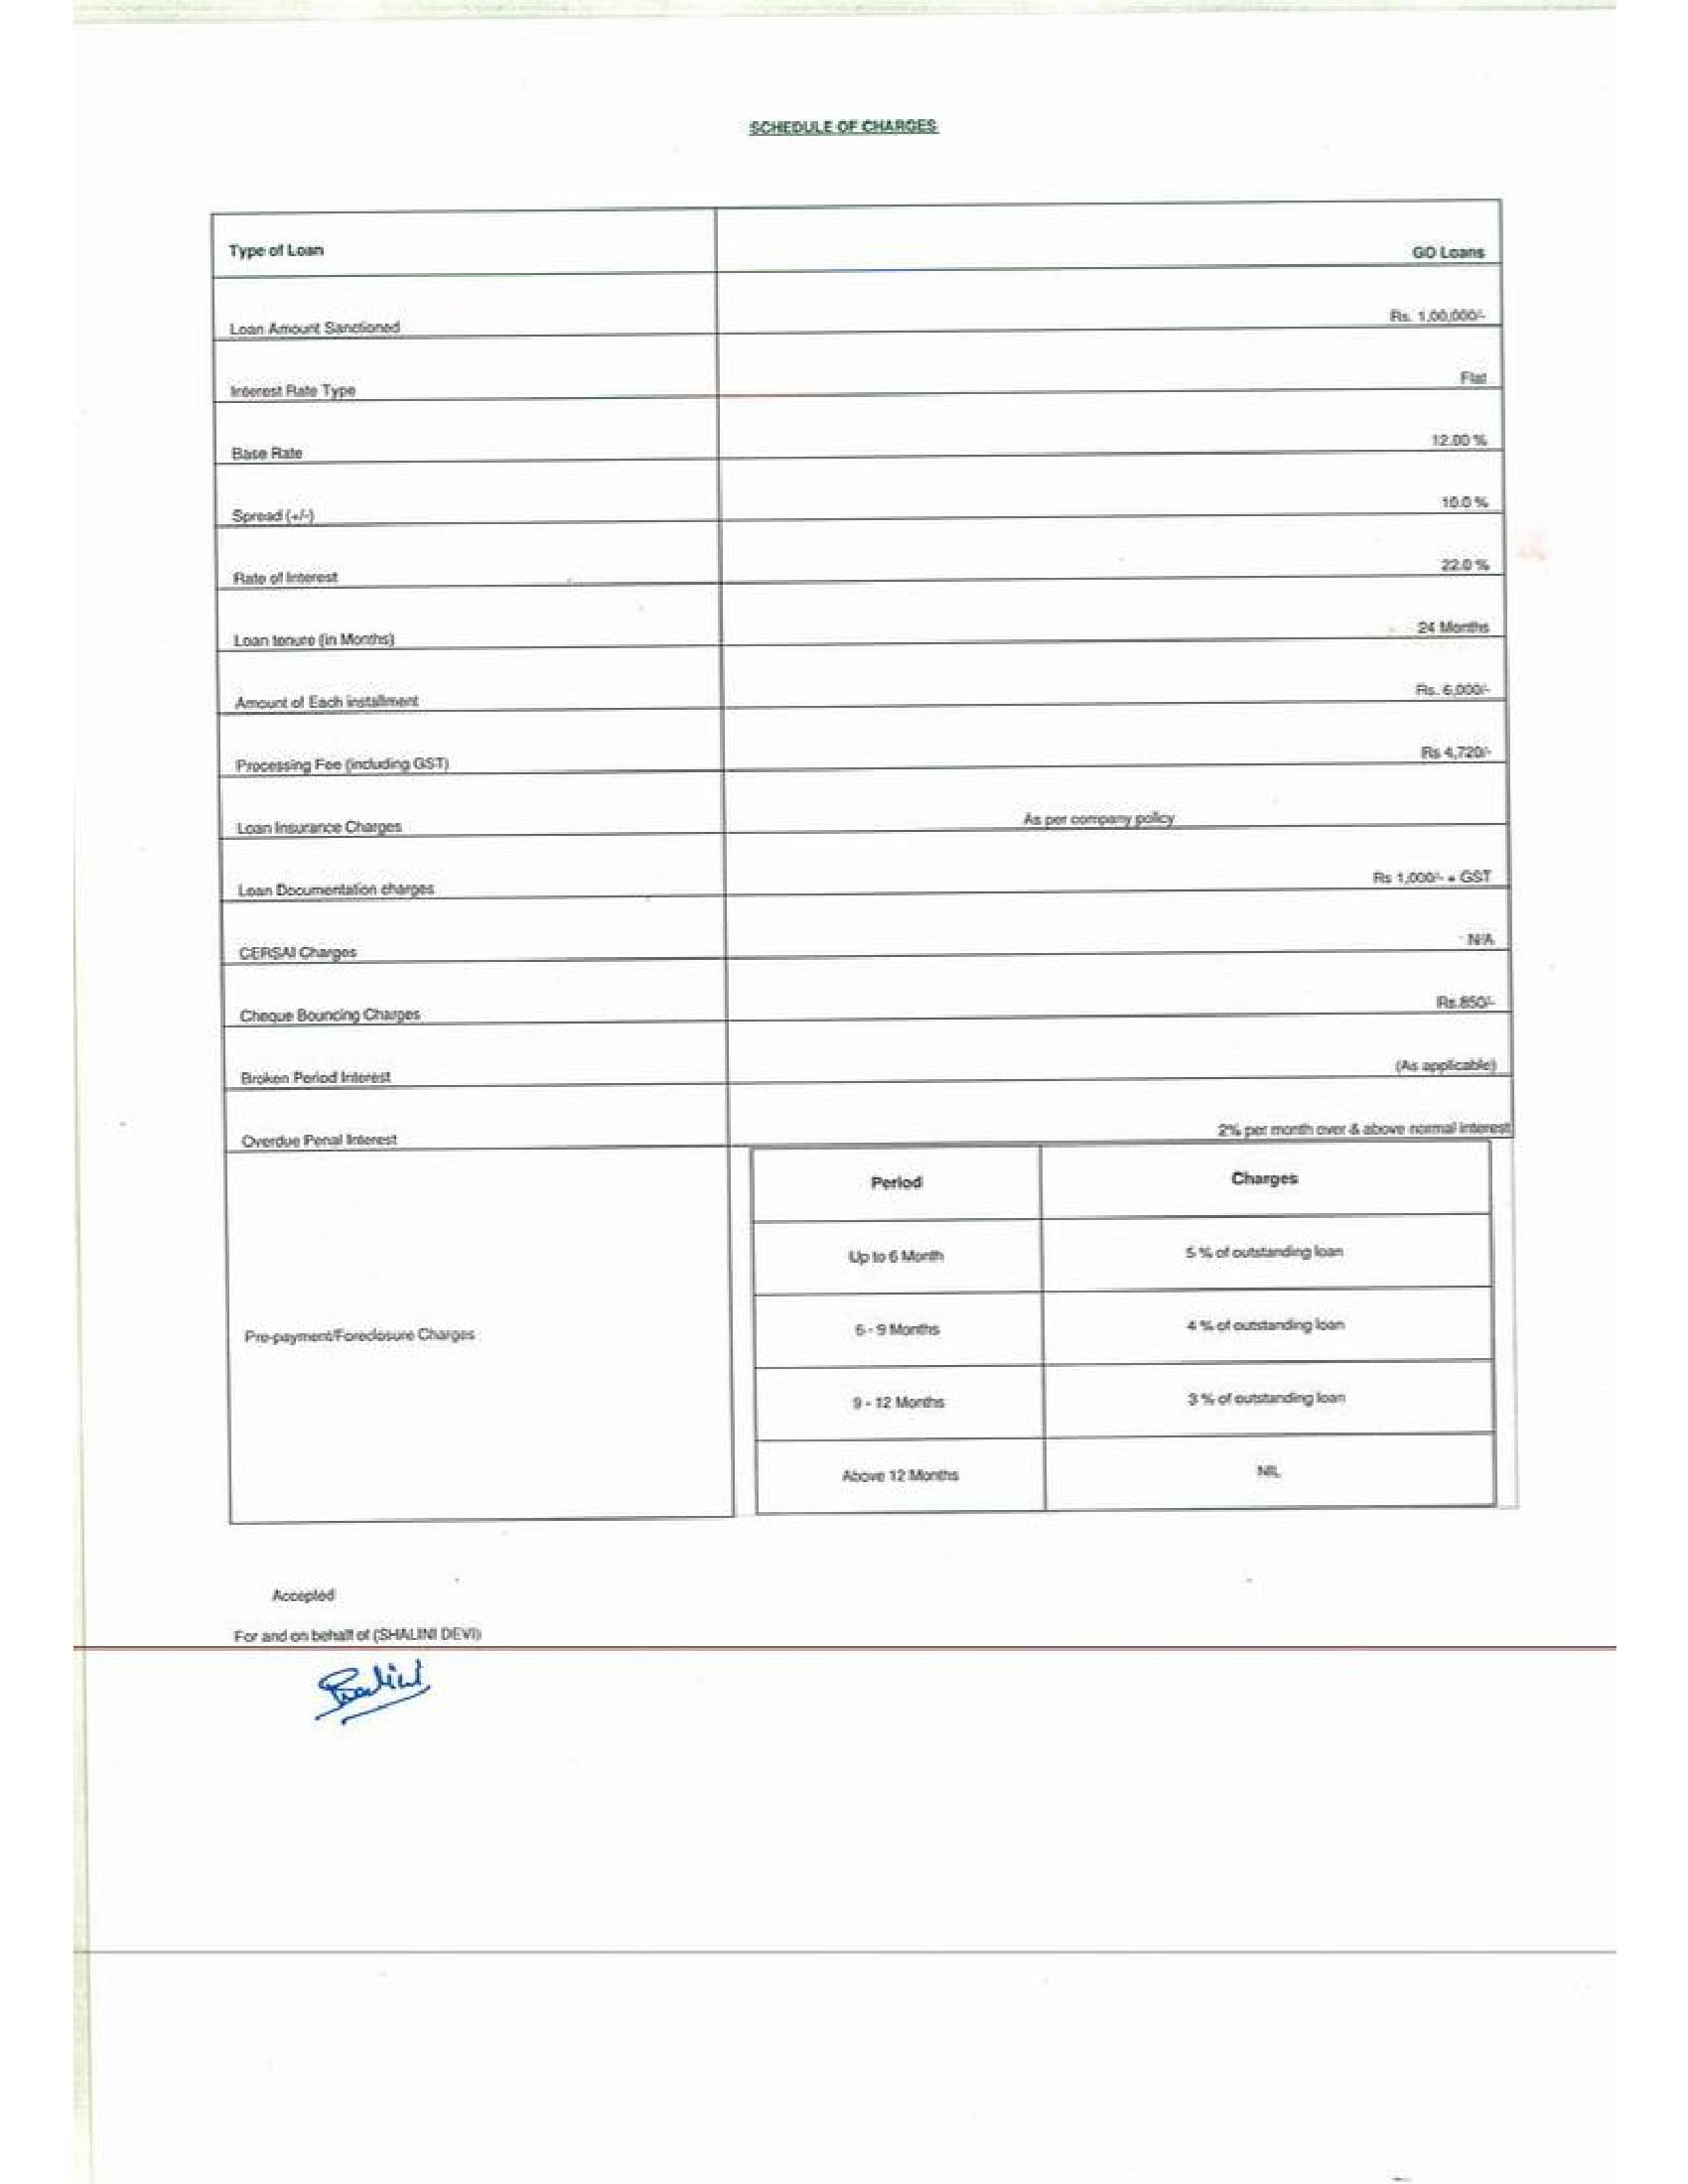 SCHEDULE OF CHARGES
Type of Loan GO Loans
Loan Amount Sanctioned Rs. 1,00,000/-
Interest Rate Type Flat
Base Rate 12.00 %
Spread (+/-) 10.0 %
Rate of Interest 22.0 %
Loan tenure (in Months) 24 Months
Amount of Each installment Rs. 6,000/-
Processing Fee (including GST) Rs 4,720/-
Loan Insurance Charges As per company policy
Loan Documentation charges Rs 1,000/- + GST
CERSAI Charges N/A
Cheque Bouncing Charges Rs.850/-
Broken Period Interest (As applicable)
Overdue Penal Interest 2% per month over & above normal interest
Pre-payment/Foreclosure Charges
Period Charges
Up to 6 Month 5 % of outstanding loan
6 - 9 Months 4 % of outstanding loan
9 - 12 Months 3 % of outstanding loan
Above 12 Months NIL
Accepted
For and on behalf of (SHALINI DEVI)
Shalini